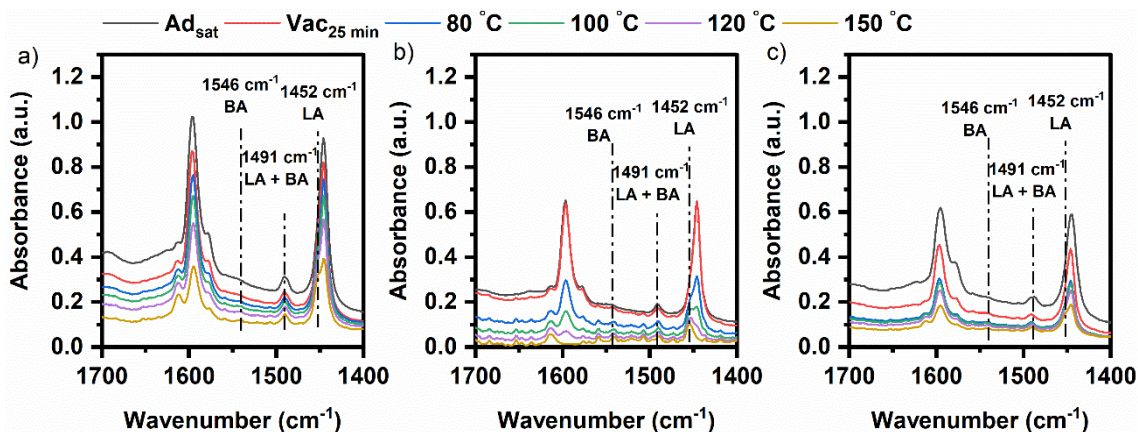 Ad_sat Vac_25 min 80 °C 100 °C 120 °C 150 °C
a)
Absorbance (a.u.)
1.2
1.0
0.8
0.6
0.4
0.2
0.0
1546 cm⁻¹
BA
1452 cm⁻¹
LA
1491 cm⁻¹
LA + BA
1700 1600 1500 1400
Wavenumber (cm⁻¹)
b)
Absorbance (a.u.)
1.2
1.0
0.8
0.6
0.4
0.2
0.0
1546 cm⁻¹
BA
1452 cm⁻¹
LA
1491 cm⁻¹
LA + BA
1700 1600 1500 1400
Wavenumber (cm⁻¹)
c)
Absorbance (a.u.)
1.2
1.0
0.8
0.6
0.4
0.2
0.0
1546 cm⁻¹
BA
1452 cm⁻¹
LA
1491 cm⁻¹
LA + BA
1700 1600 1500 1400
Wavenumber (cm⁻¹)